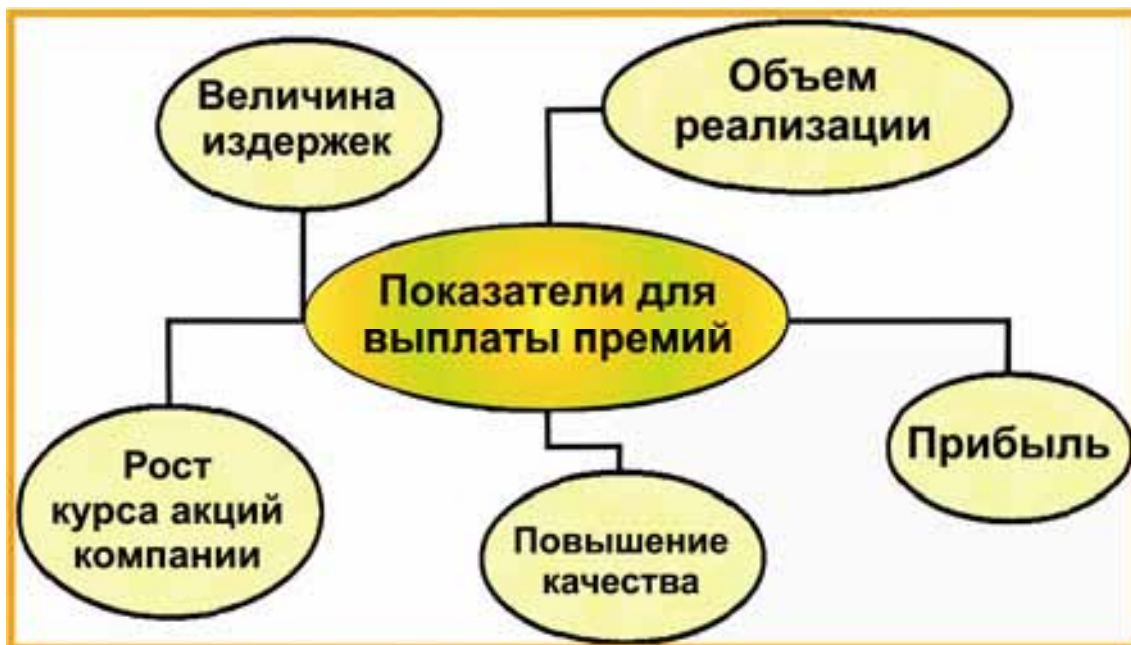 Величина
издержек
Объем
реализации
Показатели для
выплаты премий
Рост
курса акций
компании
Повышение
качества
Прибыль